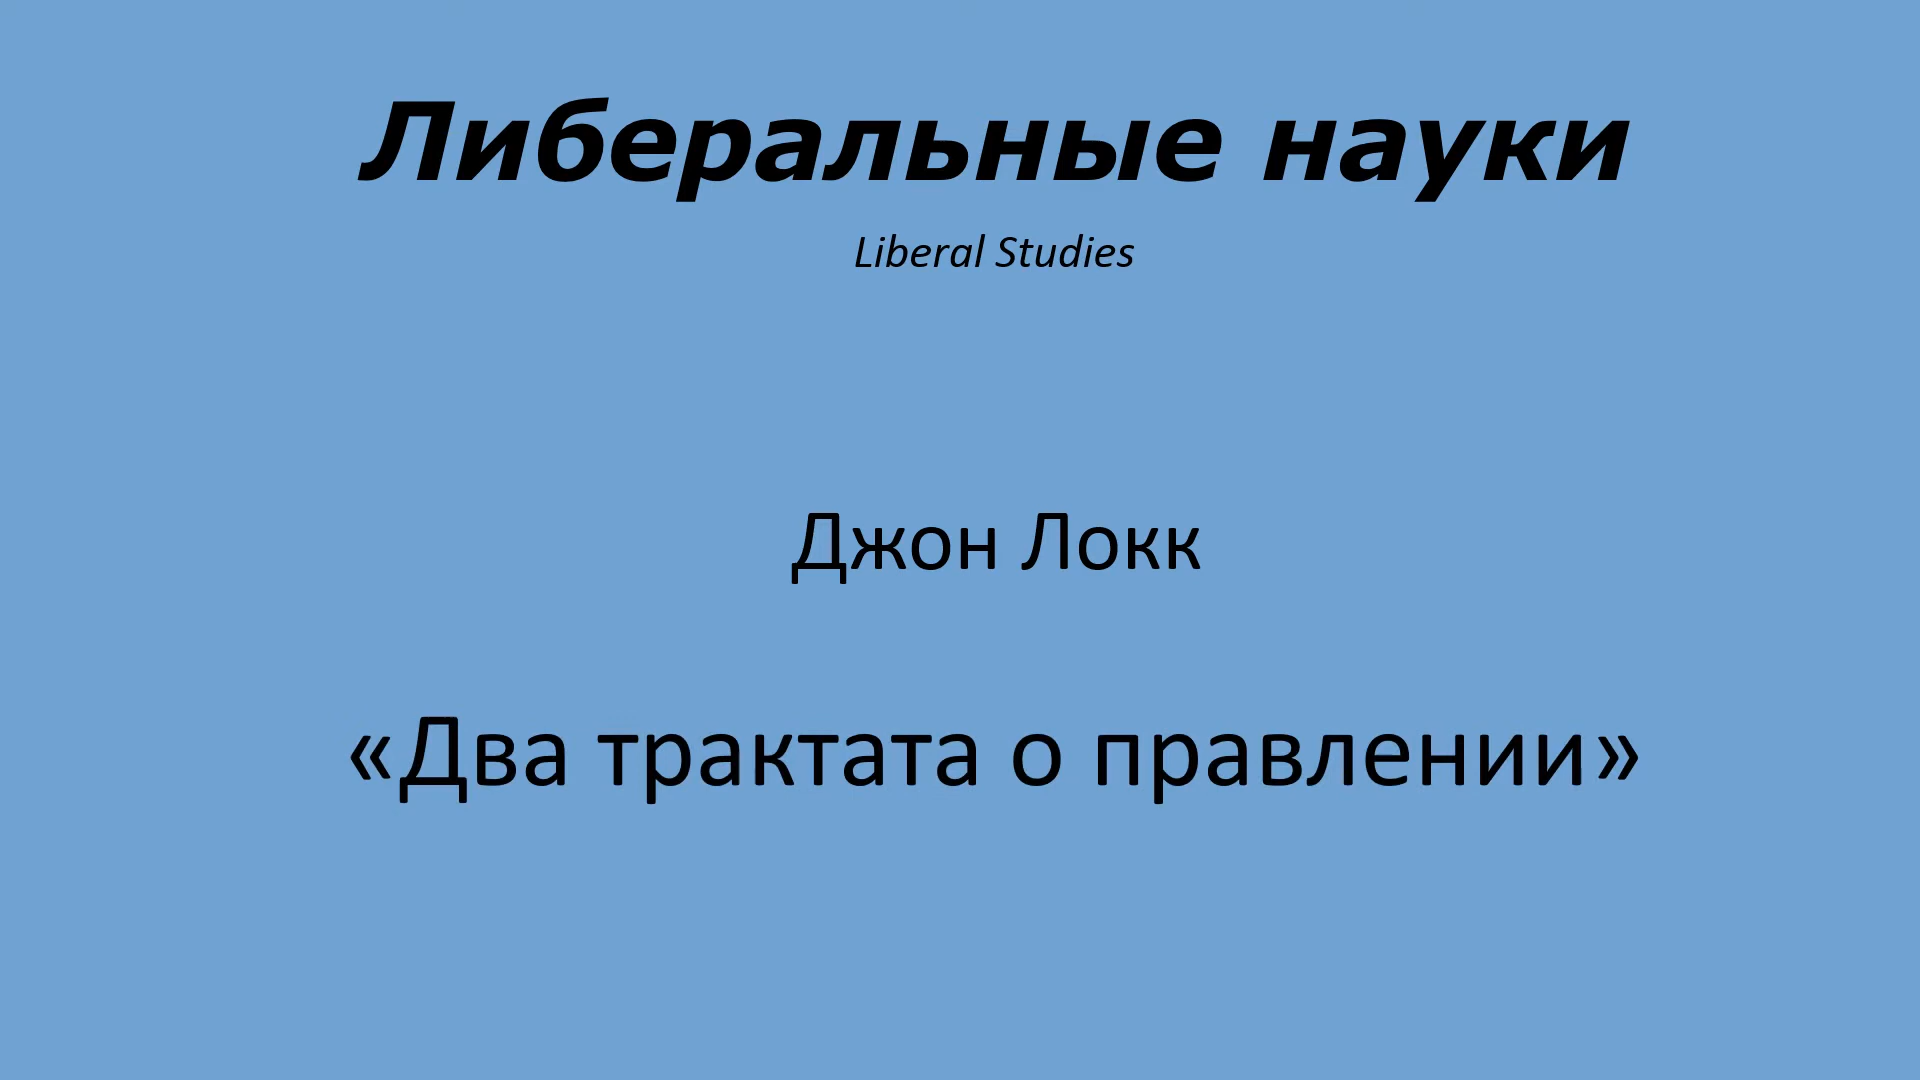 Либеральные науки
Liberal Studies
Джон Локк
«Два трактата о правлении»